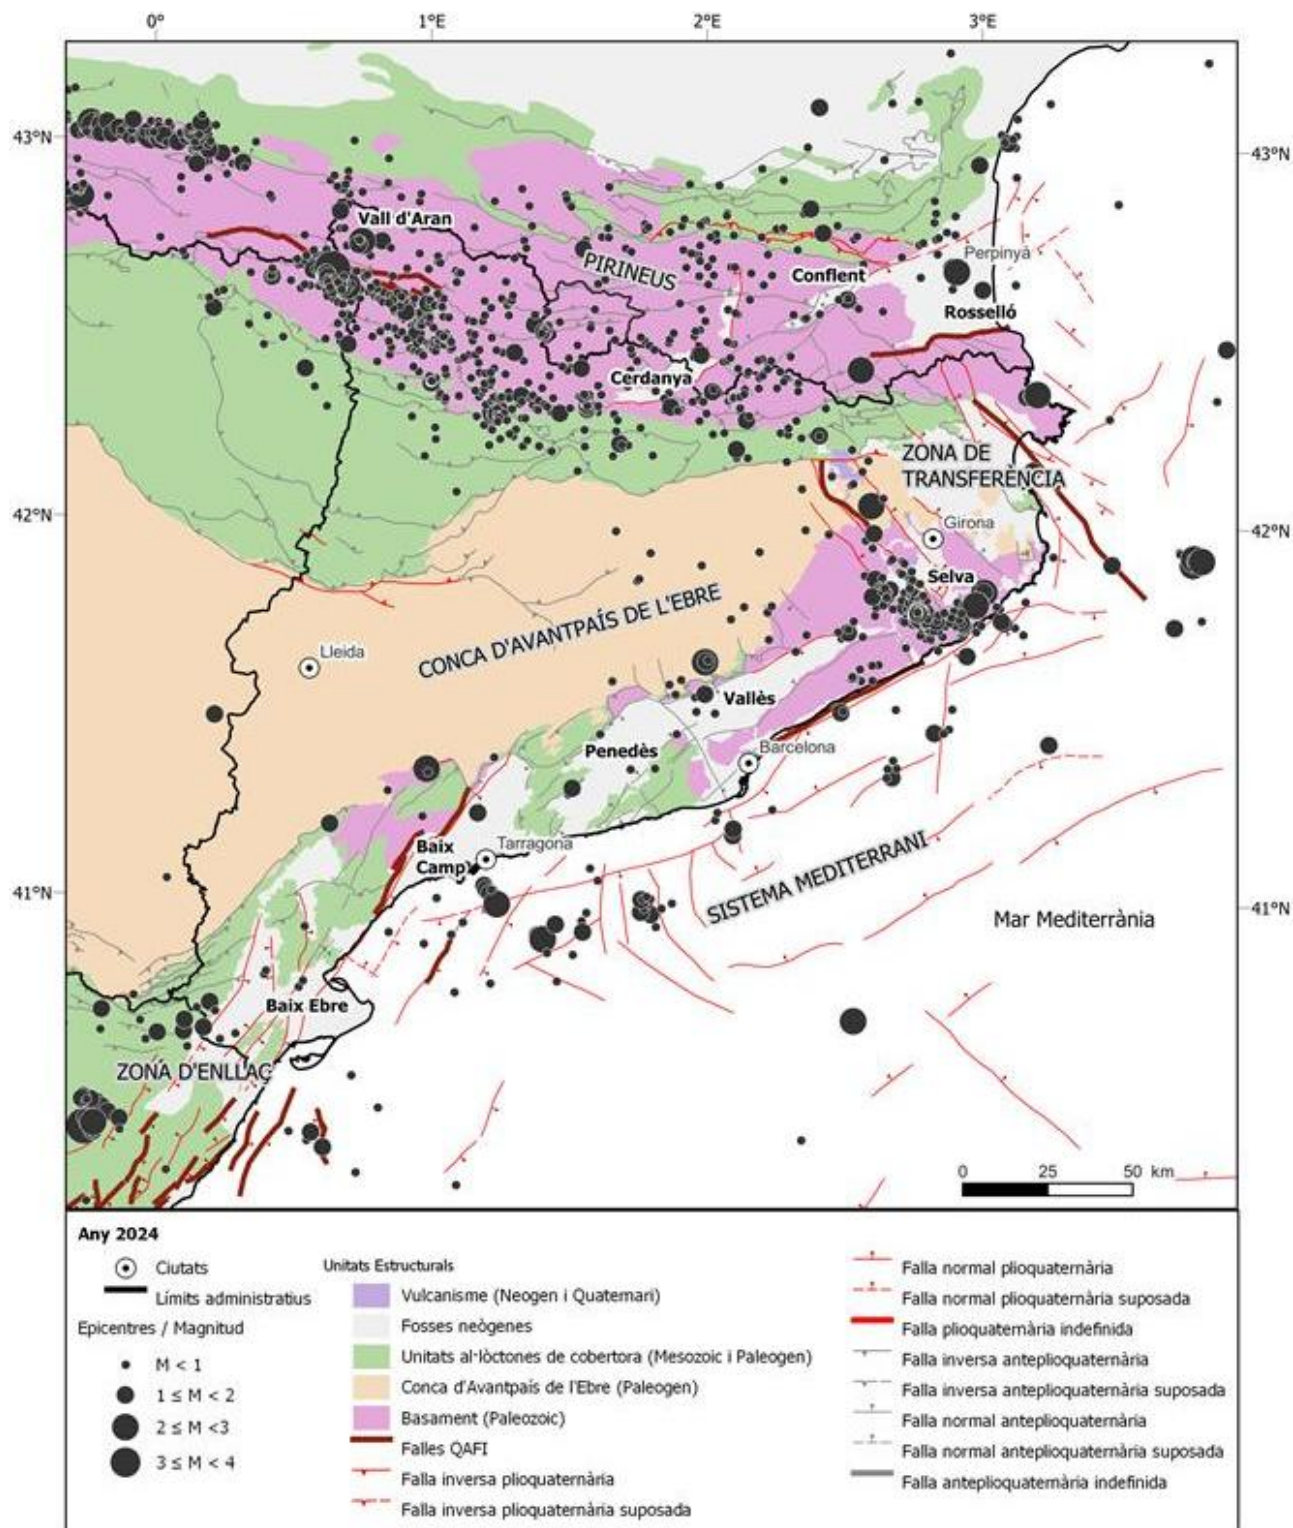 0°
1°E
2°E
3°E
43°N
43°N
Vall d'Aran
PIRINEUS
Conflent
Perpinyà
Rosselló
Cerdanya
ZONA DE
TRANSFERÈNCIA
42°N
42°N
Girona
Selva
CONCA D'AVANTPAÍS DE L'EBRE
Lleida
Vallès
Penedès
Barcelona
Baix
Camp
Tarragona
SISTEMA MEDITERRANI
41°N
41°N
Mar Mediterrània
Baix Ebre
ZONA D'ENLLAÇ
0 25 50 km
Any 2024
Ciutats
Límits administratius
Epicentres / Magnitud
M < 1
1 ≤ M < 2
2 ≤ M <3
3 ≤ M < 4
Unitats Estructurals
Vulcanisme (Neogen i Quaternari)
Fosses neògenes
Unitats al·lòctones de cobertora (Mesozoic i Paleogen)
Conca d'Avantpaís de l'Ebre (Paleogen)
Basament (Paleozoic)
Falles QAFI
Falla inversa plioquaternària
Falla inversa plioquaternària suposada
Falla normal plioquaternària
Falla normal plioquaternària suposada
Falla plioquaternària indefinida
Falla inversa anteplioquaternària
Falla inversa anteplioquaternària suposada
Falla normal anteplioquaternària
Falla normal anteplioquaternària suposada
Falla anteplioquaternària indefinida